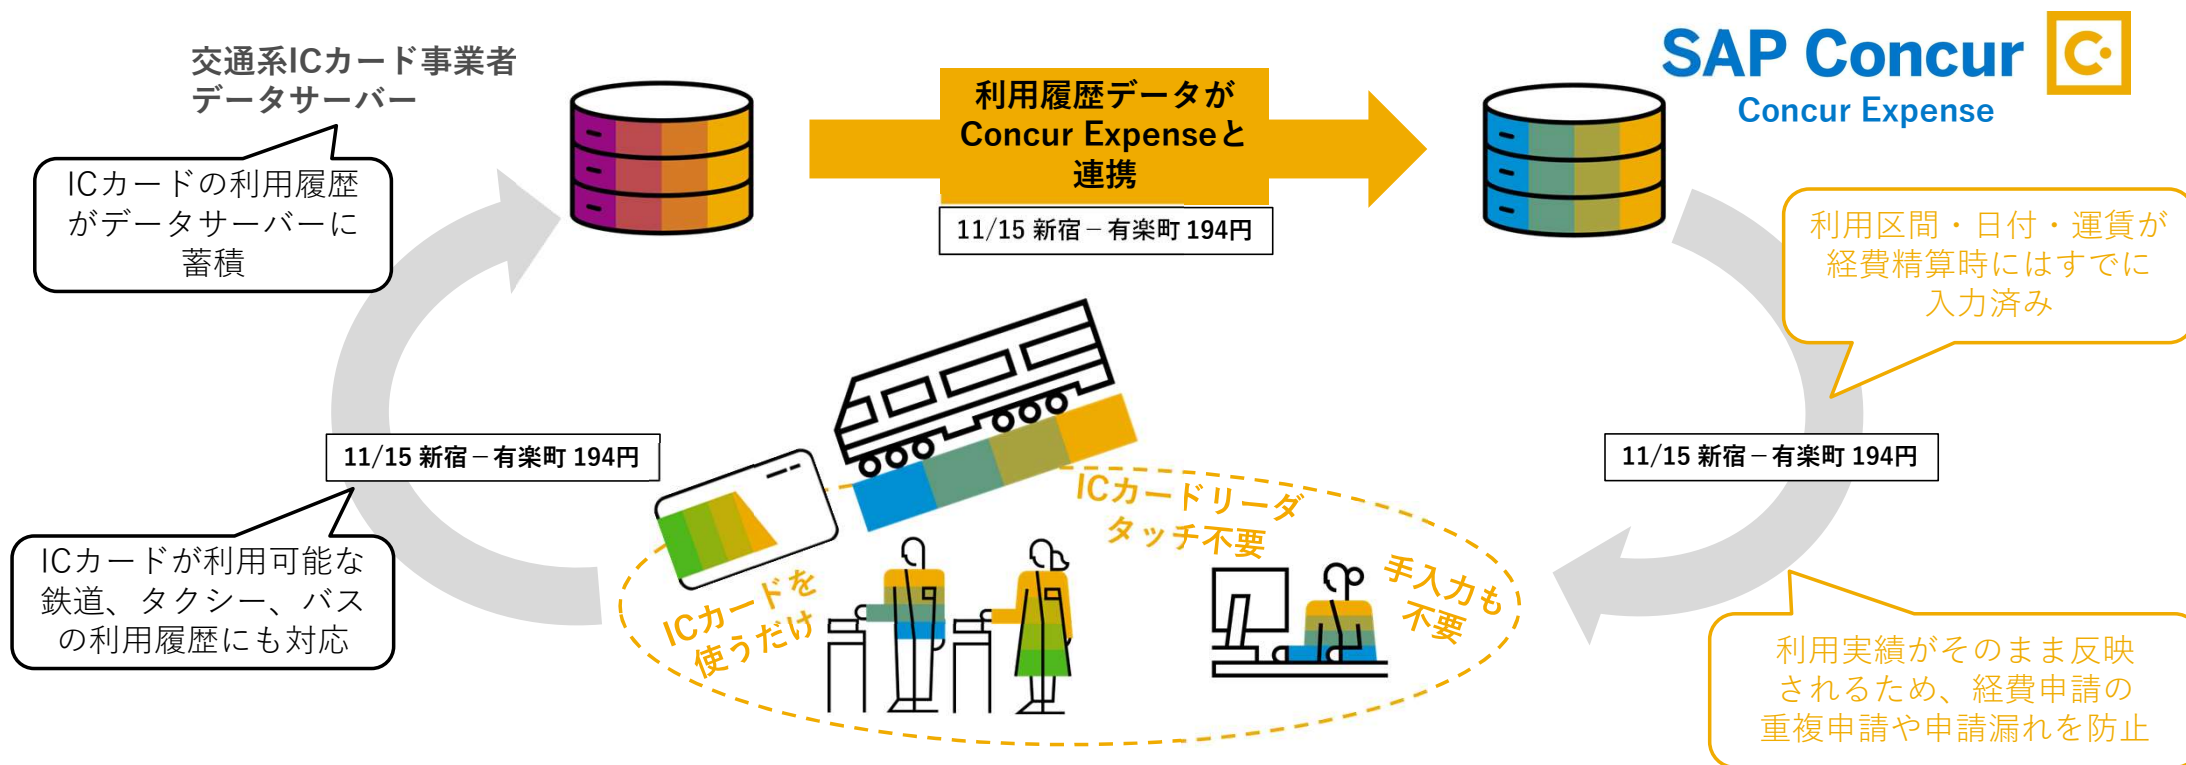 交通系ICカード事業者
データサーバー
ICカードの利用履歴
がデータサーバーに
蓄積
利用履歴データが
Concur Expenseと
連携
11/15 新宿－有楽町 194円
SAP Concur C
Concur Expense
利用区間・日付・運賃が
経費精算時にはすでに
入力済み
11/15 新宿－有楽町 194円
11/15 新宿－有楽町 194円
ICカードが利用可能な
鉄道、タクシー、バス
の利用履歴にも対応
ICカードを
使うだけ
ICカードリーダ
タッチ不要
手入力も
不要
利用実績がそのまま反映
されるため、経費申請の
重複申請や申請漏れを防止